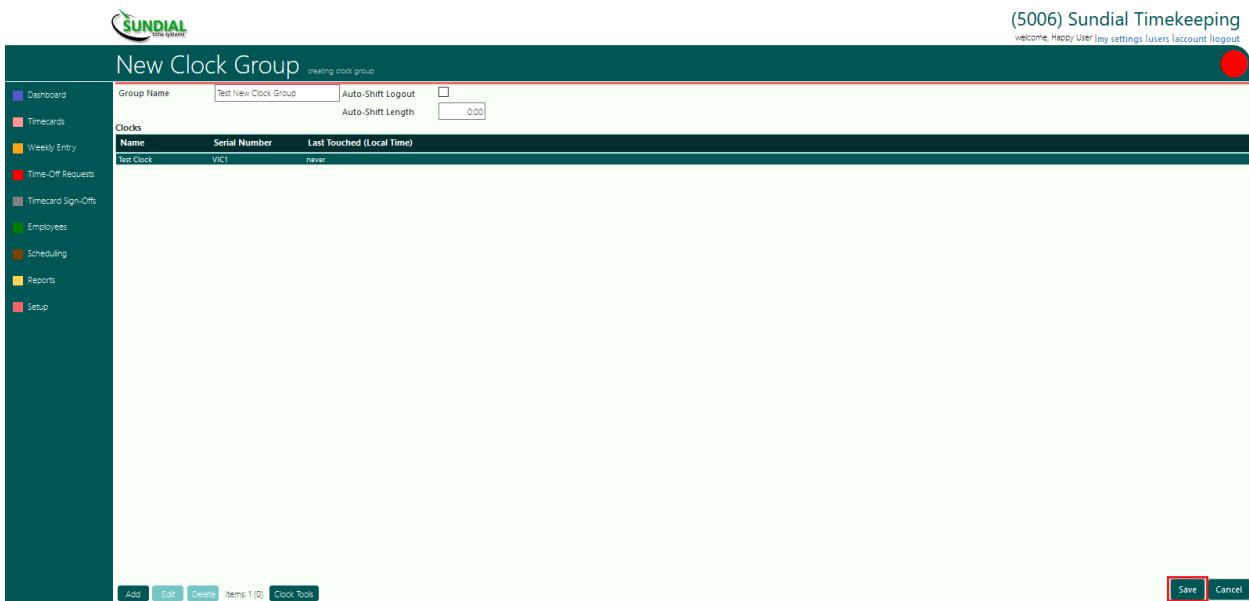 SUNDIAL
time systems
(5006) Sundial Timekeeping
welcome, Happy User |my settings |users |account |logout
New Clock Group creating clock group
Dashboard
Timecards
Weekly Entry
Time-Off Requests
Timecard Sign-Offs
Employees
Scheduling
Reports
Setup
Group Name Test New Clock Group Auto-Shift Logout
Auto-Shift Length 0:00
Clocks
Name Serial Number Last Touched (Local Time)
Test Clock VIC1 never
Add Edit Delete Items: 1 (0) Clock Tools Save Cancel